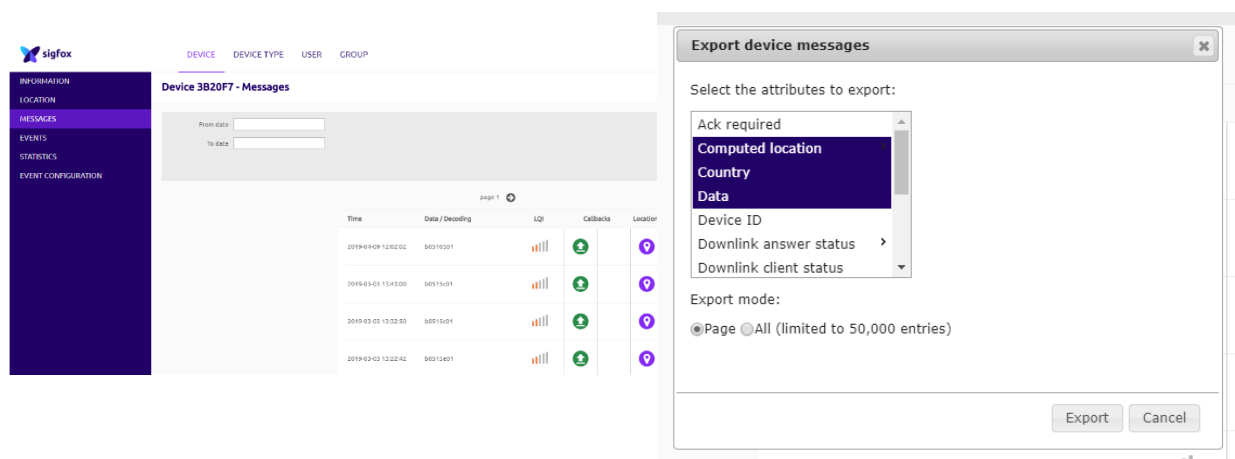 sigfox
DEVICE DEVICE TYPE USER GROUP
INFORMATION
LOCATION
MESSAGES
EVENTS
STATISTICS
EVENT CONFIGURATION
Device 3B20F7 - Messages
From date
To date
page 1
Time Data / Decoding LQI Callbacks Location
2019-04-09 12:02:02 b0510301
2019-03-03 13:43:00 b0515c01
2019-03-03 13:22:50
2019-03-03 13:22:42
Export device messages
Select the attributes to export:
Ack required
Computed location
Country
Data
Device ID
Downlink answer status
Downlink client status
Export mode:
Page All (limited to 50,000 entries)
Export Cancel